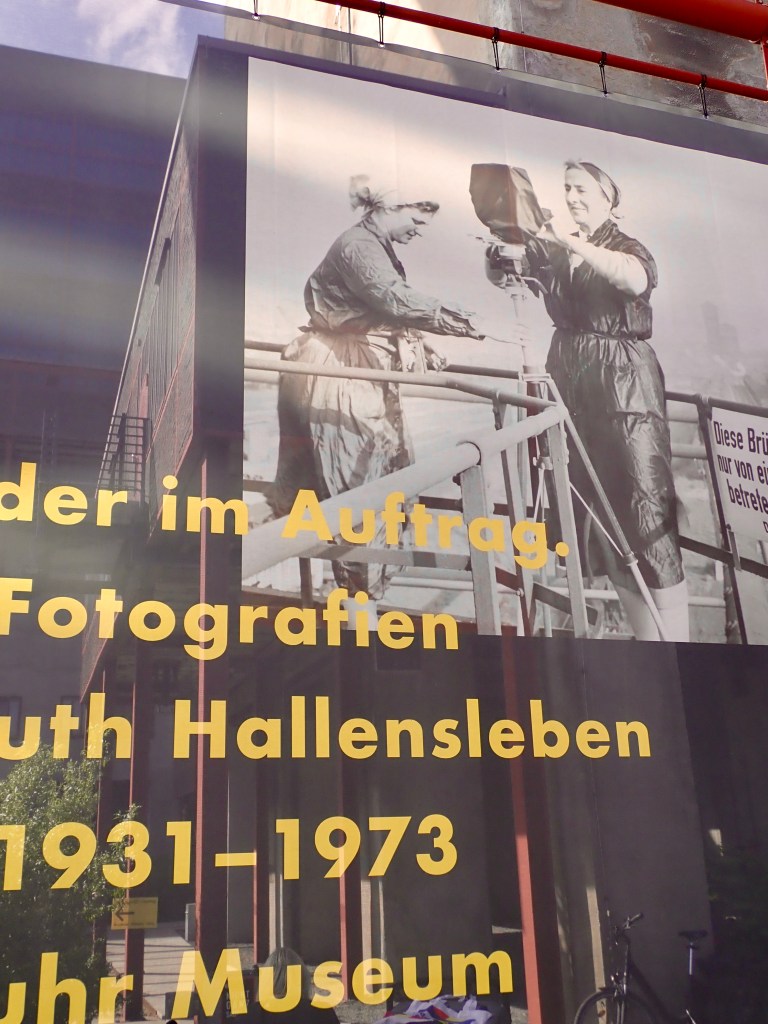 Diese Brü
nur von ei
betrete
der im Auftrag.
Fotografien
uth Hallensleben
1931–1973
uhr Museum